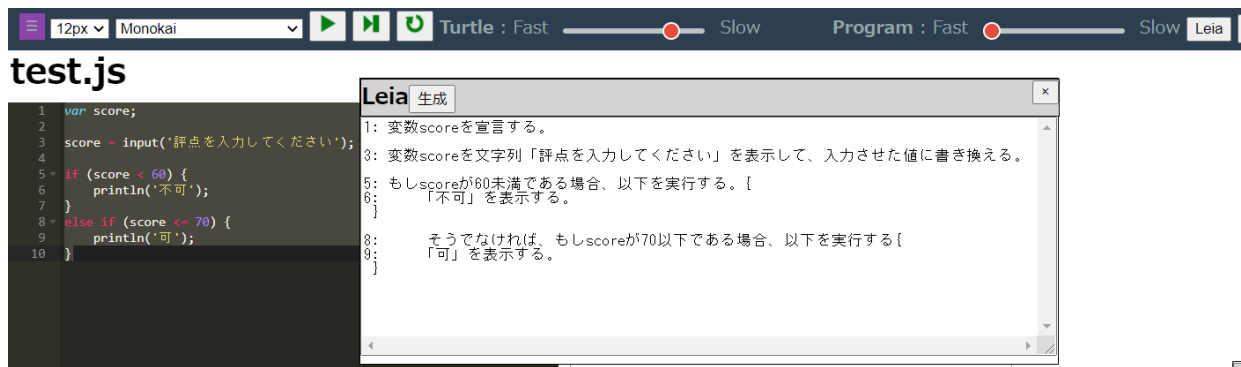 ☰ 12px Monokai Turtle : Fast Slow Program : Fast Slow Leia
test.js
1 var score;
2
3 score = input('評点を入力してください');
4
5 if (score < 60) {
6 println('不可');
7 }
8 else if (score <= 70) {
9 println('可');
10 }
Leia 生成 ×
1: 変数scoreを宣言する。
3: 変数scoreを文字列「評点を入力してください」を表示して、入力させた値に書き換える。
5: もしscoreが60未満である場合、以下を実行する。[
6: 「不可」を表示する。
]
8: そうでなければ、もしscoreが70以下である場合、以下を実行する[
9: 「可」を表示する。
]